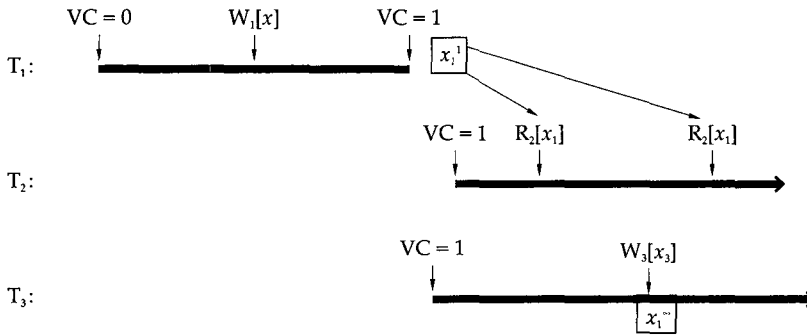 VC = 0 W₁[x] VC = 1
T₁: x₁¹
VC = 1 R₂[x₁] R₂[x₁]
T₂:
VC = 1 W₃[x₃]
T₃:
x₁^∞